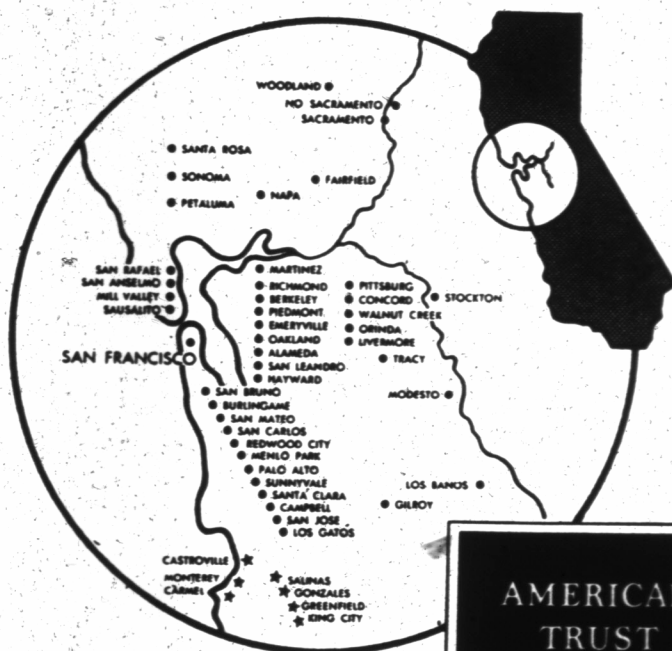 WOODLAND
NO SACRAMENTO
SACRAMENTO
SANTA ROSA
SONOMA
FAIRFIELD
NAPA
PETALUMA
SAN RAFAEL
SAN ANSELMO
MILL VALLEY
SAUSALITO
SAN FRANCISCO
MARTINEZ
RICHMOND
BERKELEY
PIEDMONT
EMERYVILLE
OAKLAND
ALAMEDA
SAN LEANDRO
HAYWARD
PITTSBURG
CONCORD
WALNUT CREEK
ORINDA
LIVERMORE
STOCKTON
TRACY
MODESTO
SAN BRUNO
BURLINGAME
SAN MATEO
SAN CARLOS
REDWOOD CITY
MENLO PARK
PALO ALTO
SUNNYVALE
SANTA CLARA
CAMPBELL
SAN JOSE
LOS GATOS
LOS BANOS
GILROY
CASTROVILLE
MONTEREY
CARMEL
SALINAS
GONZALES
GREENFIELD
KING CITY
AMERICA
TRUST